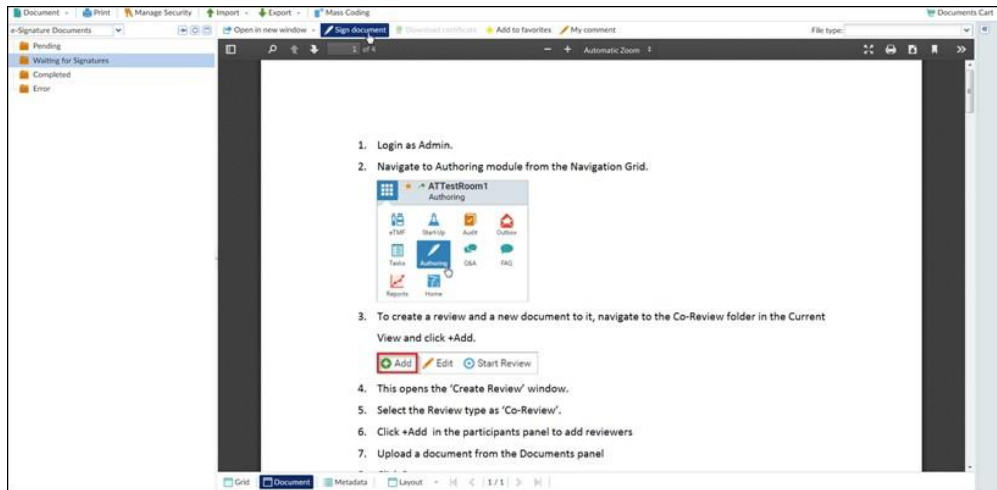 Document Print Manage Security Import Export Mass Coding Documents Cart
e-Signature Documents Open in new window Sign document Download certificate Add to favorites My comment File type:
Pending
Waiting for Signatures
Completed
Error
1 of 4 Automatic Zoom
1. Login as Admin.
2. Navigate to Authoring module from the Navigation Grid.
ATTestRoom1
Authoring
eTMF Start-Up Audit Outbox
Tasks Authoring Q&A FAQ
Reports Home
3. To create a review and a new document to it, navigate to the Co-Review folder in the Current
View and click +Add.
Add Edit Start Review
4. This opens the 'Create Review' window.
5. Select the Review type as 'Co-Review'.
6. Click +Add in the participants panel to add reviewers
7. Upload a document from the Documents panel
Grid Document Metadata Layout 1 / 1